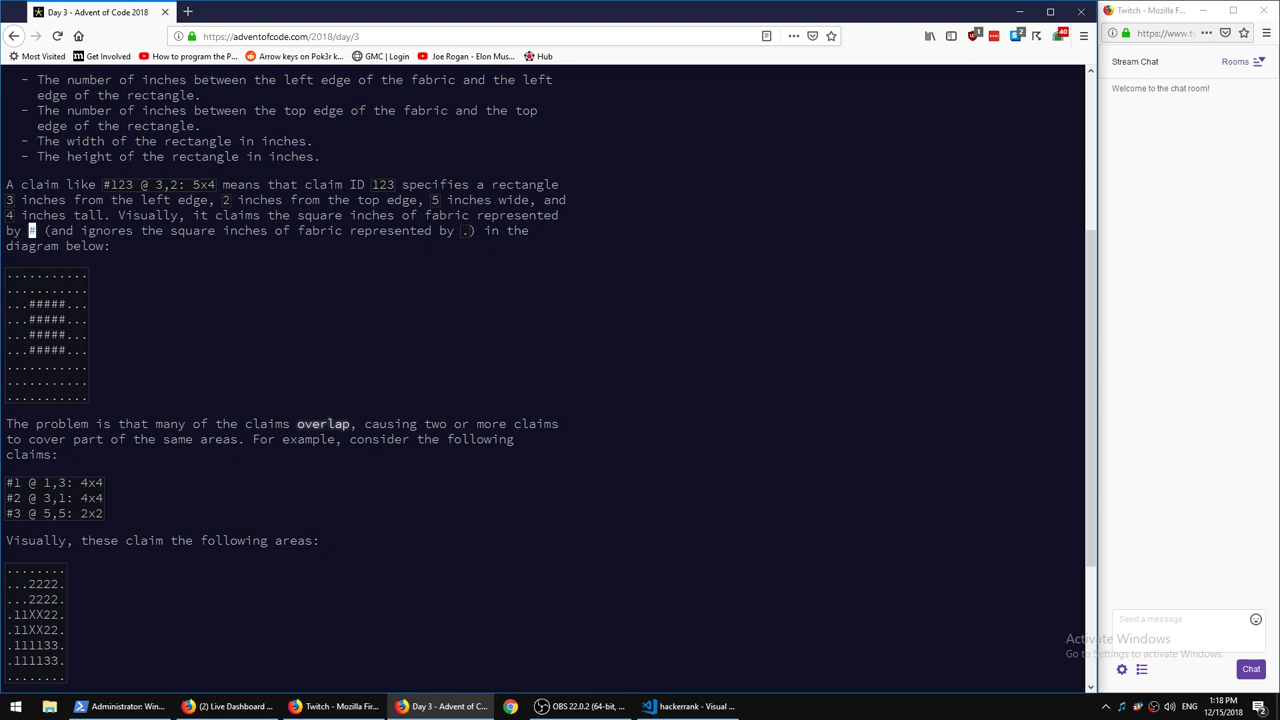 Day 3 - Advent of Code 2018
Twitch - Mozilla F...
https://adventofcode.com/2018/day/3
https://www.tw
40
Most Visited
Get Involved
How to program the P...
Arrow keys on Pok3r k...
GMC | Login
Joe Rogan - Elon Mus...
Hub
Stream Chat
Rooms
Welcome to the chat room!
- The number of inches between the left edge of the fabric and the left
edge of the rectangle.
- The number of inches between the top edge of the fabric and the top
edge of the rectangle.
- The width of the rectangle in inches.
- The height of the rectangle in inches.
A claim like #123 @ 3,2: 5x4 means that claim ID 123 specifies a rectangle
3 inches from the left edge, 2 inches from the top edge, 5 inches wide, and
4 inches tall. Visually, it claims the square inches of fabric represented
by # (and ignores the square inches of fabric represented by .) in the
diagram below:
...........
...........
...#####...
...#####...
...#####...
...#####...
...........
...........
...........
The problem is that many of the claims overlap, causing two or more claims
to cover part of the same areas. For example, consider the following
claims:
#1 @ 1,3: 4x4
#2 @ 3,1: 4x4
#3 @ 5,5: 2x2
Visually, these claim the following areas:
........
...2222.
...2222.
.11XX22.
.11XX22.
.111133.
.111133.
........
Send a message
Activate Windows
Go to Settings to activate Windows.
Chat
Administrator: Win...
(2) Live Dashboard ...
Twitch - Mozilla Fir...
Day 3 - Advent of C...
OBS 22.0.2 (64-bit, ...
hackerrank - Visual ...
ENG
1:18 PM
12/15/2018
2